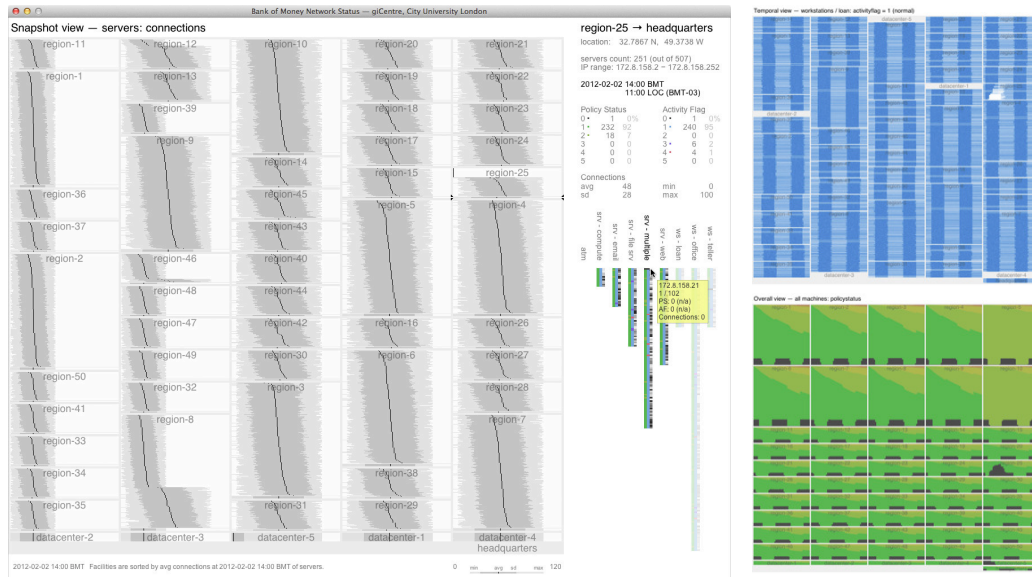 Bank of Money Network Status — giCentre, City University London
Snapshot view — servers: connections
region-11
region-1
region-36
region-37
region-2
region-50
region-41
region-33
region-34
region-35
datacenter-2
region-12
region-13
region-39
region-9
region-46
region-48
region-47
region-49
region-32
region-8
datacenter-3
region-10
region-14
region-45
region-43
region-40
region-44
region-42
region-30
region-3
region-31
datacenter-5
region-20
region-19
region-18
region-17
region-15
region-5
region-16
region-6
region-38
region-29
datacenter-1
region-21
region-22
region-23
region-24
region-25
region-4
region-26
region-27
region-28
region-7
datacenter-4
headquarters
2012-02-02 14:00 BMT Facilities are sorted by avg connections at 2012-02-02 14:00 BMT of servers.
0 min avg sd max 120
region-25 → headquarters
location: 32.7867 N, 49.3738 W
servers count: 251 (out of 507)
IP range: 172.8.158.2 – 172.8.158.252
2012-02-02 14:00 BMT
11:00 LOC (BMT-03)
Policy Status Activity Flag
0 1 0% 0 1 0%
1 232 92 1 240 95
2 18 7 2 0 0
3 0 0 3 6 2
4 0 0 4 4 1
5 0 0 5 0 0
Connections
avg 48 min 0
sd 28 max 100
atm
srv - compute
srv - email
srv - file srv
srv - multiple
srv - web
ws - loan
ws - office
ws - teller
172.8.158.21
1 / 102
PS: 0 (n/a)
AF: 0 (n/a)
Connections: 0
Temporal view — workstations / loan: activityflag = 1 (normal)
datacenter-5
datacenter-1
datacenter-2
datacenter-3
datacenter-4
Overall view — all machines: policystatus